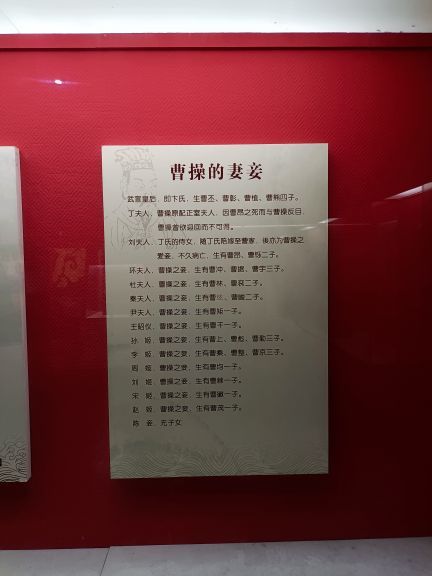 曹操的妻妾
武宣皇后，即卞氏，生曹丕、曹彰、曹植、曹熊四子。
丁夫人，曹操原配正室夫人，因曹昂之死而与曹操反目，
曹操曾欲迎回而不可得。
刘夫人，丁氏的侍女，随丁氏陪嫁至曹家，後亦为曹操之
爱妾，不久病亡，生有曹昂、曹铄二子。
环夫人，曹操之妾，生有曹冲、曹据、曹宇三子。
杜夫人，曹操之妾，生有曹林、曹衮二子。
秦夫人，曹操之妾，生有曹玹、曹峻二子。
尹夫人，曹操之妾，生有曹矩一子。
王昭仪，曹操之妾，生有曹干一子。
孙 姬，曹操之妾，生有曹上、曹彪、曹勤三子。
李 姬，曹操之妾，生有曹乘、曹整、曹京三子。
周 姬，曹操之妾，生有曹均一子。
刘 姬，曹操之妾，生有曹棘一子。
宋 姬，曹操之妾，生有曹徽一子。
赵 姬，曹操之妾，生有曹茂一子。
陈 妾，无子女